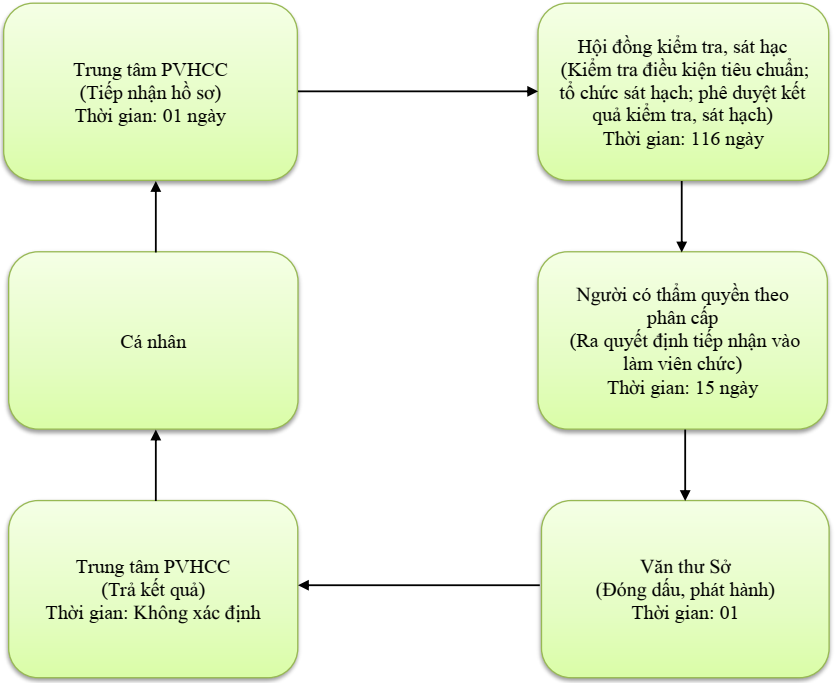 Trung tâm PVHCC
(Tiếp nhận hồ sơ)
Thời gian: 01 ngày
Hội đồng kiểm tra, sát hạc
(Kiểm tra điều kiện tiêu chuẩn;
tổ chức sát hạch; phê duyệt kết
quả kiểm tra, sát hạch)
Thời gian: 116 ngày
Người có thẩm quyền theo
phân cấp
(Ra quyết định tiếp nhận vào
làm viên chức)
Thời gian: 15 ngày
Văn thư Sở
(Đóng dấu, phát hành)
Thời gian: 01
Trung tâm PVHCC
(Trả kết quả)
Thời gian: Không xác định
Cá nhân